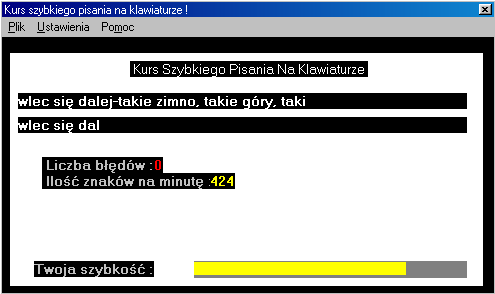 Kurs szybkiego pisania na klawiaturze !
Plik Ustawienia Pomoc
Kurs Szybkiego Pisania Na Klawiaturze
wlec się dalej-takie zimno, takie góry, taki
wlec się dal
Liczba błędów :0
Ilość znaków na minutę :424
Twoja szybkość :